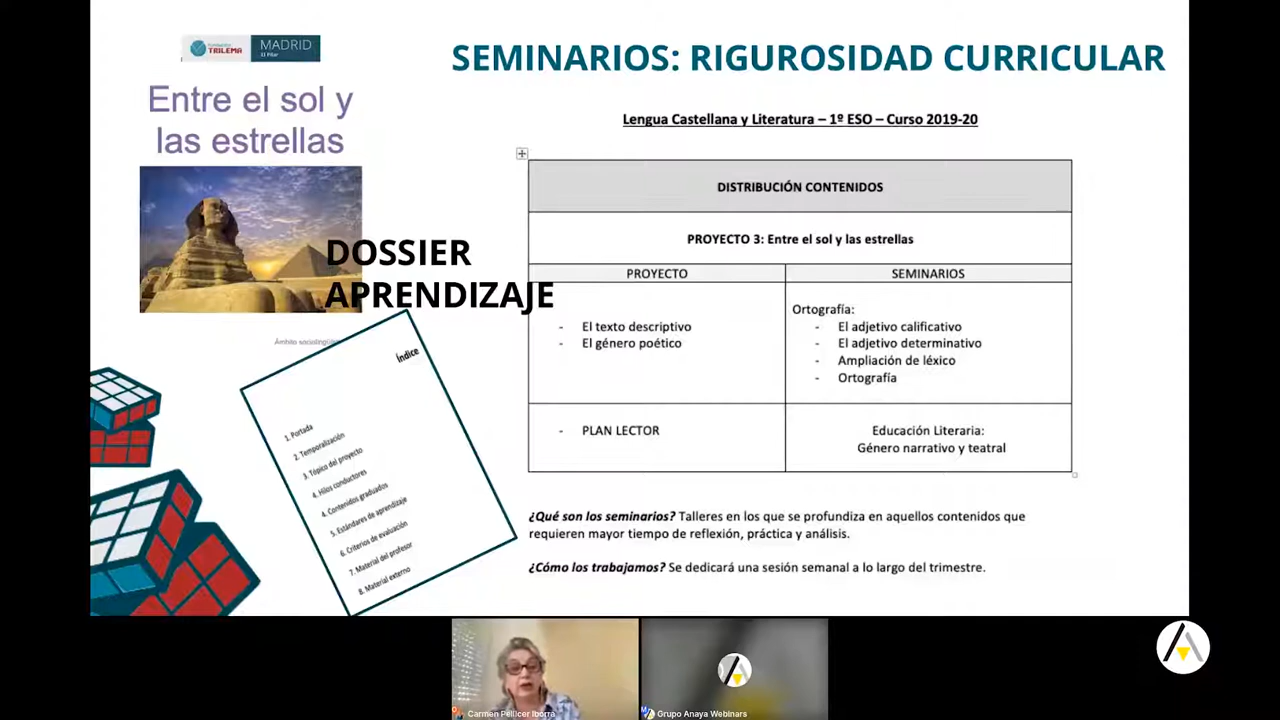 FUNDACIÓN
TRILEMA
MADRID
El Pilar
SEMINARIOS: RIGUROSIDAD CURRICULAR
Entre el sol y
las estrellas
Lengua Castellana y Literatura – 1º ESO – Curso 2019-20
DISTRIBUCIÓN CONTENIDOS
PROYECTO 3: Entre el sol y las estrellas
PROYECTO
SEMINARIOS
- El texto descriptivo
- El género poético
Ortografía:
- El adjetivo calificativo
- El adjetivo determinativo
- Ampliación de léxico
- Ortografía
- PLAN LECTOR
Educación Literaria:
Género narrativo y teatral
DOSSIER
APRENDIZAJE
Ámbito
Índice
1. Portada
2. Temporalización
3. Tópico del proyecto
4. Hilos conductores
4. Contenidos graduados
5. Estándares de aprendizaje
6. Criterios de evaluación
7. Material del profesor
8. Material externo
¿Qué son los seminarios? Talleres en los que se profundiza en aquellos contenidos que
requieren mayor tiempo de reflexión, práctica y análisis.
¿Cómo los trabajamos? Se dedicará una sesión semanal a lo largo del trimestre.
Carmen Pellicer Iborra
Grupo Anaya Webinars